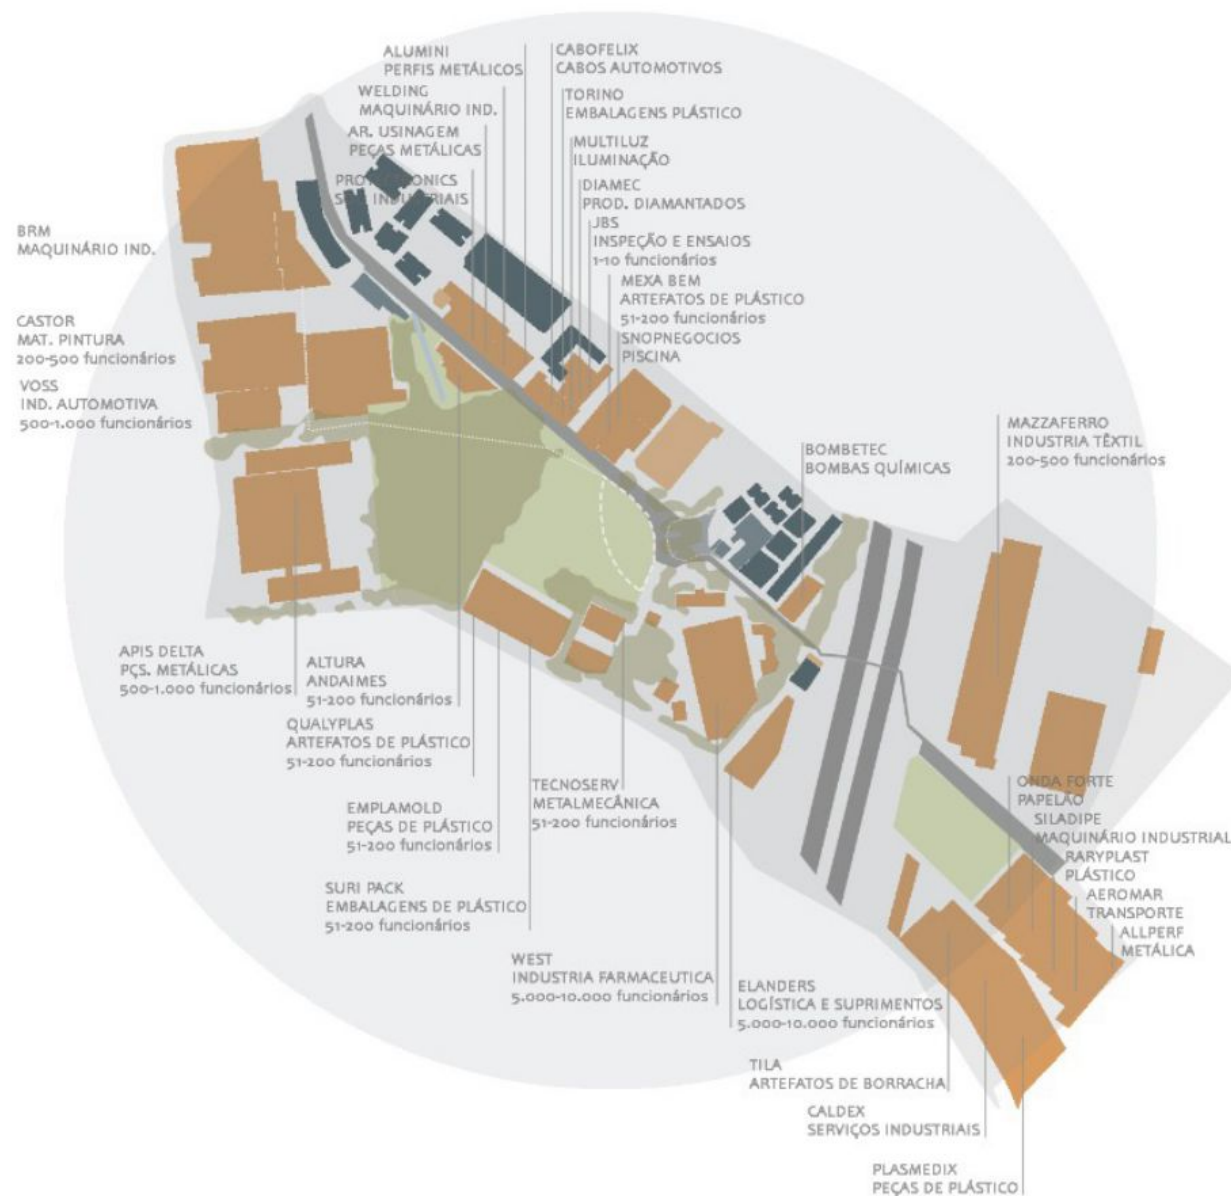 ALUMINI
PERFIS METÁLICOS
CABOFELIX
CABOS AUTOMOTIVOS
WELDING
MAQUINÁRIO IND.
TORINO
EMBALAGENS PLÁSTICO
AR. USINAGEM
PEÇAS METÁLICAS
MULTILUZ
ILUMINAÇÃO
DIAMEC
PROD. DIAMANTADOS
JBS
INSPEÇÃO E ENSAIOS
1-10 funcionários
BRM
MAQUINÁRIO IND.
MEXA BEM
ARTEFATOS DE PLÁSTICO
51-200 funcionários
SNOPNEGOCIOS
PISCINA
CASTOR
MAT. PINTURA
200-500 funcionários
VOSS
IND. AUTOMOTIVA
500-1.000 funcionários
MAZZAFERRO
INDUSTRIA TÊXTIL
200-500 funcionários
BOMBETEC
BOMBAS QUÍMICAS
APIS DELTA
PÇS. METÁLICAS
500-1.000 funcionários
ALTURA
ANDAIMES
51-200 funcionários
QUALYPLAS
ARTEFATOS DE PLÁSTICO
51-200 funcionários
TECNOSERV
METALMECÂNICA
51-200 funcionários
EMPLAMOLD
PEÇAS DE PLÁSTICO
51-200 funcionários
ONDA FORTE
PAPELÃO
SILADIPE
MAQUINÁRIO INDUSTRIAL
RARYPLAST
PLÁSTICO
AEROMAR
TRANSPORTE
ALLPERF
METÁLICA
SURI PACK
EMBALAGENS DE PLÁSTICO
51-200 funcionários
WEST
INDUSTRIA FARMACEUTICA
5.000-10.000 funcionários
ELANDERS
LOGÍSTICA E SUPRIMENTOS
5.000-10.000 funcionários
TILA
ARTEFATOS DE BORRACHA
CALDEX
SERVIÇOS INDUSTRIAIS
PLASMEDIX
PEÇAS DE PLÁSTICO